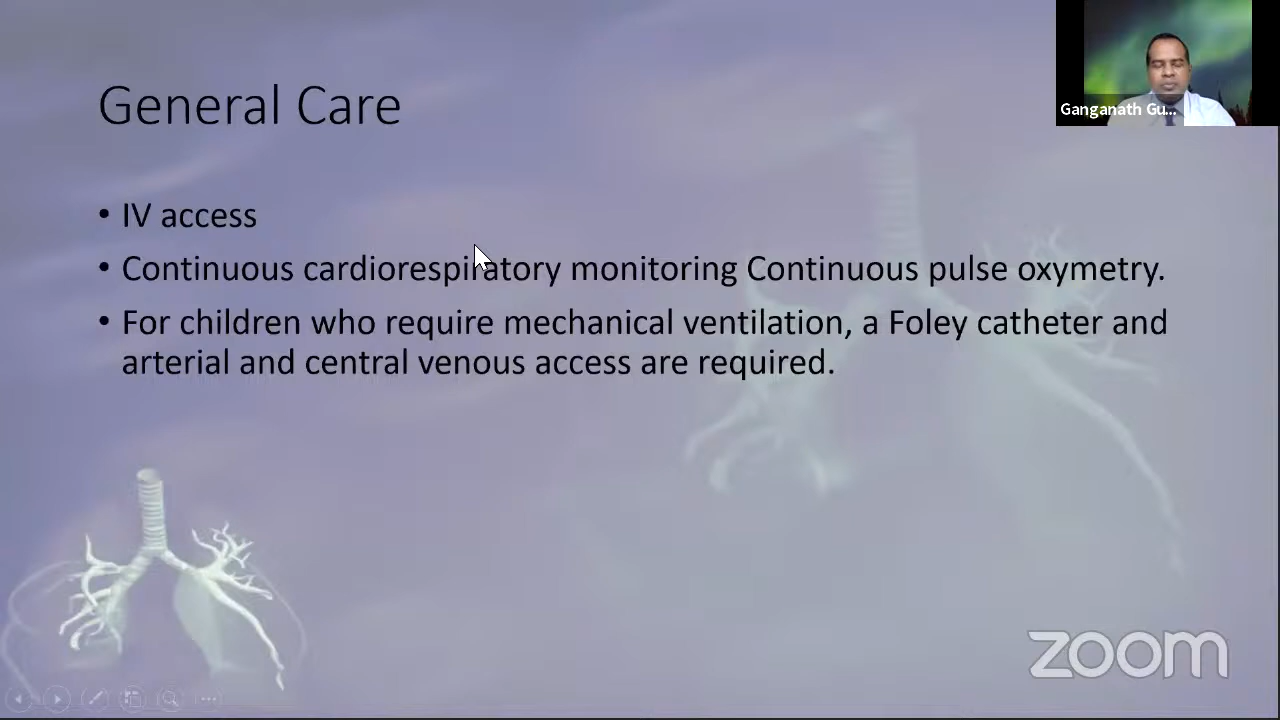 General Care
• IV access
• Continuous cardiorespiratory monitoring Continuous pulse oxymetry.
• For children who require mechanical ventilation, a Foley catheter and
arterial and central venous access are required.
Ganganath Gu...
zoom